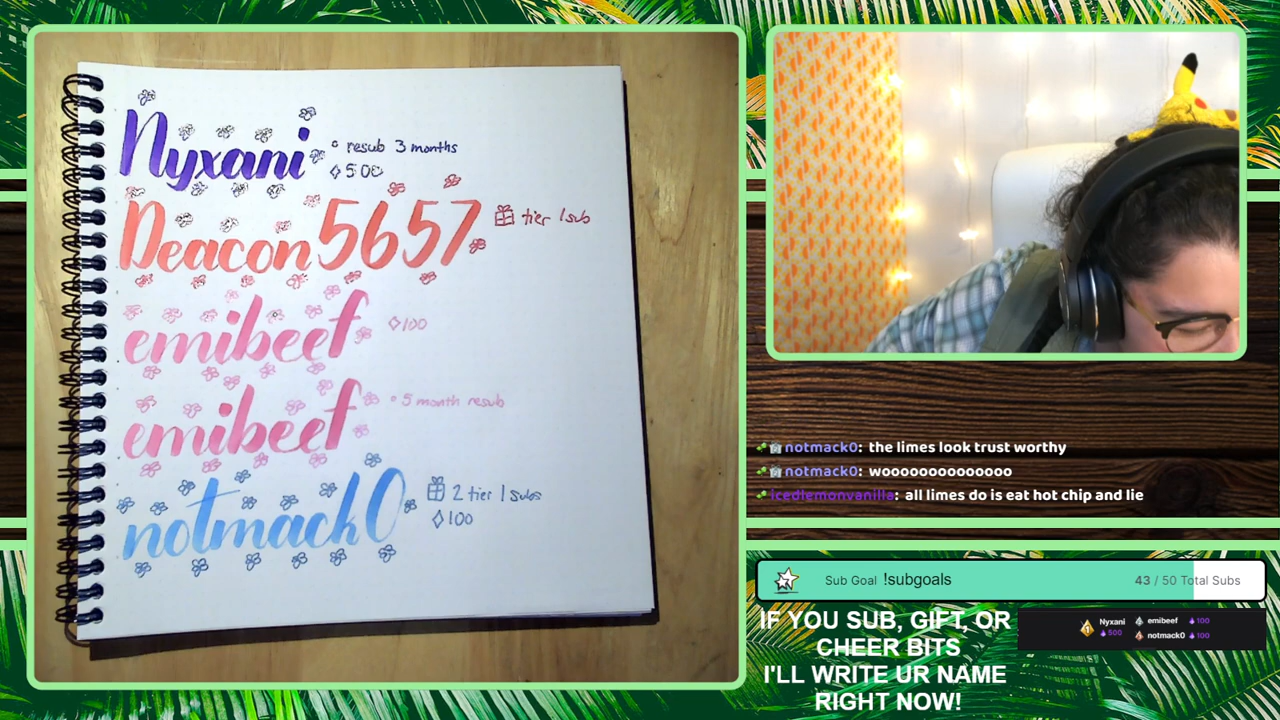 Nyxani
° resub 3 months
◊500
Deacon5657
tier 1 sub
emibeef
◊100
emibeef
° 5 month resub
notmack0
2 tier 1 subs
◊100
notmack0: the limes look trust worthy
notmack0: woooooooooooooo
icedlemonvanilla: all limes do is eat hot chip and lie
Sub Goal !subgoals
43 / 50 Total Subs
IF YOU SUB, GIFT, OR
CHEER BITS
I'LL WRITE UR NAME
RIGHT NOW!
1 Nyxani
500
emibeef 100
notmack0 100